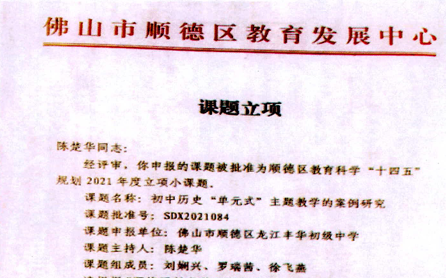 佛山市顺德区教育发展中心
课题立项
陈楚华同志：
经评审，你申报的课题被批准为顺德区教育科学“十四五”
规划2021年度立项小课题。
课题名称：初中历史“单元式”主题教学的案例研究
课题批准号：SDX2021084
课题申报单位：佛山市顺德区龙江丰华初级中学
课题主持人：陈楚华
课题组成员：刘娴兴、罗瑞茜、徐飞燕